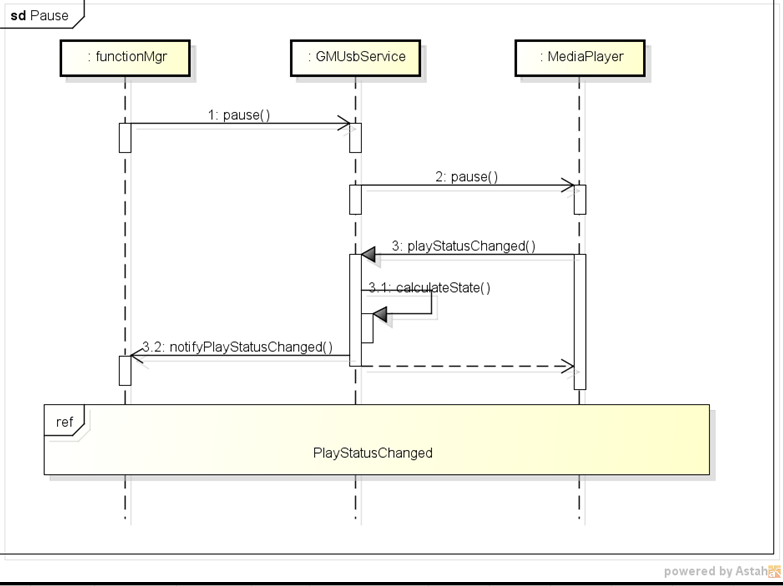 sd Pause
: functionMgr
: GMUsbService
: MediaPlayer
1: pause()
2: pause()
3: playStatusChanged()
3.1: calculateState()
3.2: notifyPlayStatusChanged()
ref
PlayStatusChanged
powered by Astah